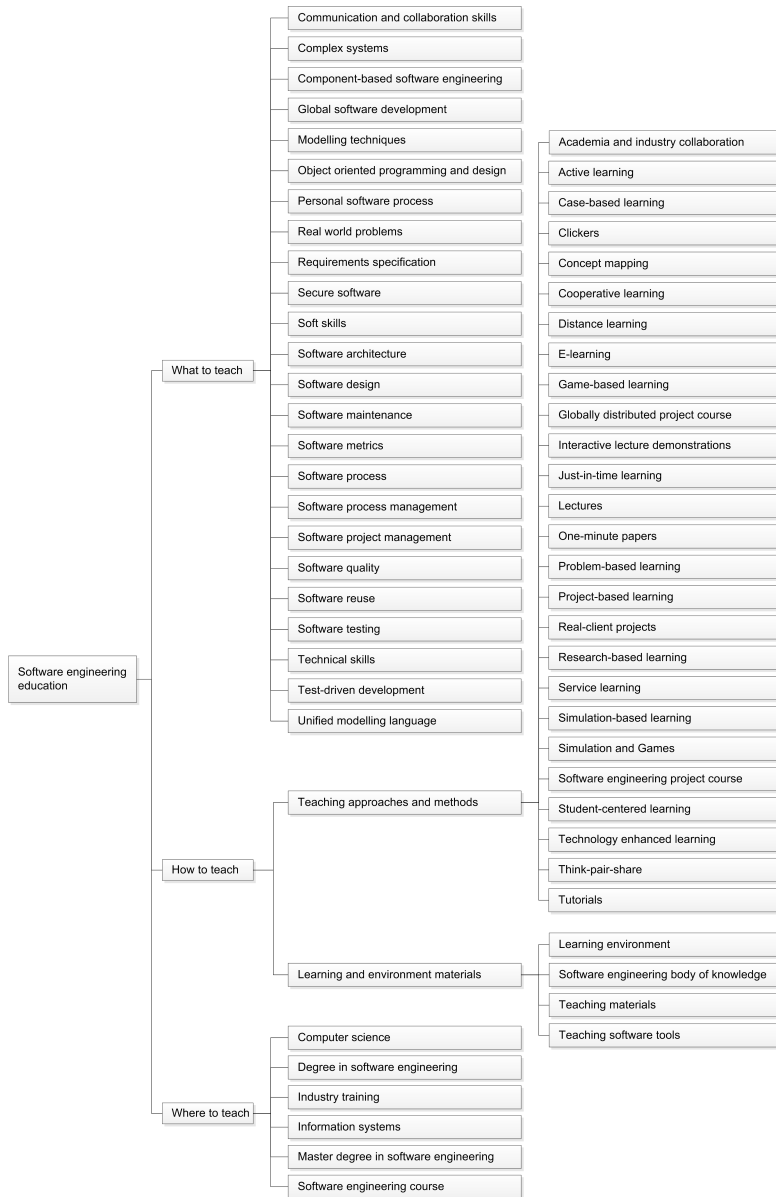 Software engineering
education
What to teach
Communication and collaboration skills
Complex systems
Component-based software engineering
Global software development
Modelling techniques
Object oriented programming and design
Personal software process
Real world problems
Requirements specification
Secure software
Soft skills
Software architecture
Software design
Software maintenance
Software metrics
Software process
Software process management
Software project management
Software quality
Software reuse
Software testing
Technical skills
Test-driven development
Unified modelling language
How to teach
Teaching approaches and methods
Academia and industry collaboration
Active learning
Case-based learning
Clickers
Concept mapping
Cooperative learning
Distance learning
E-learning
Game-based learning
Globally distributed project course
Interactive lecture demonstrations
Just-in-time learning
Lectures
One-minute papers
Problem-based learning
Project-based learning
Real-client projects
Research-based learning
Service learning
Simulation-based learning
Simulation and Games
Software engineering project course
Student-centered learning
Technology enhanced learning
Think-pair-share
Tutorials
Learning and environment materials
Learning environment
Software engineering body of knowledge
Teaching materials
Teaching software tools
Where to teach
Computer science
Degree in software engineering
Industry training
Information systems
Master degree in software engineering
Software engineering course